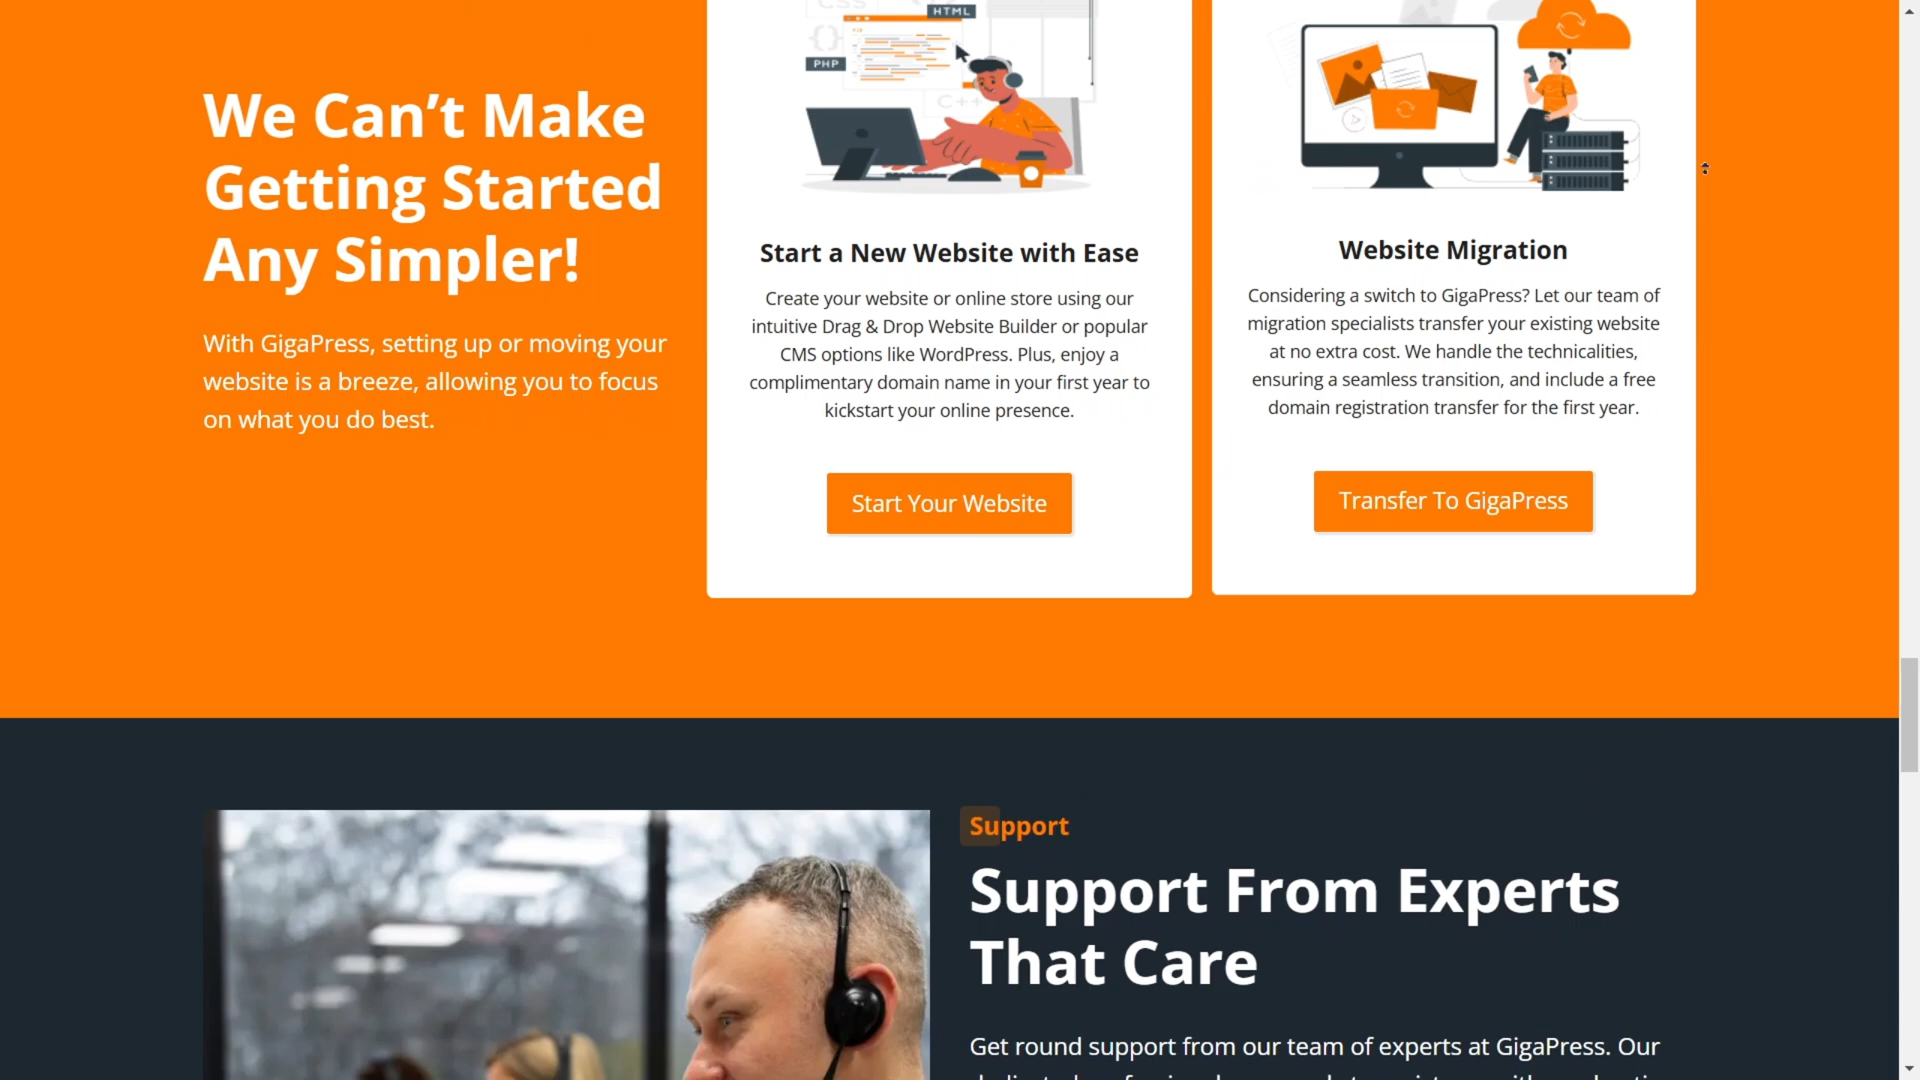 We Can’t Make
Getting Started
Any Simpler!
With GigaPress, setting up or moving your
website is a breeze, allowing you to focus
on what you do best.
HTML
{}
PHP
C++
Start a New Website with Ease
Create your website or online store using our
intuitive Drag & Drop Website Builder or popular
CMS options like WordPress. Plus, enjoy a
complimentary domain name in your first year to
kickstart your online presence.
Start Your Website
Website Migration
Considering a switch to GigaPress? Let our team of
migration specialists transfer your existing website
at no extra cost. We handle the technicalities,
ensuring a seamless transition, and include a free
domain registration transfer for the first year.
Transfer To GigaPress
Support
Support From Experts
That Care
Get round support from our team of experts at GigaPress. Our